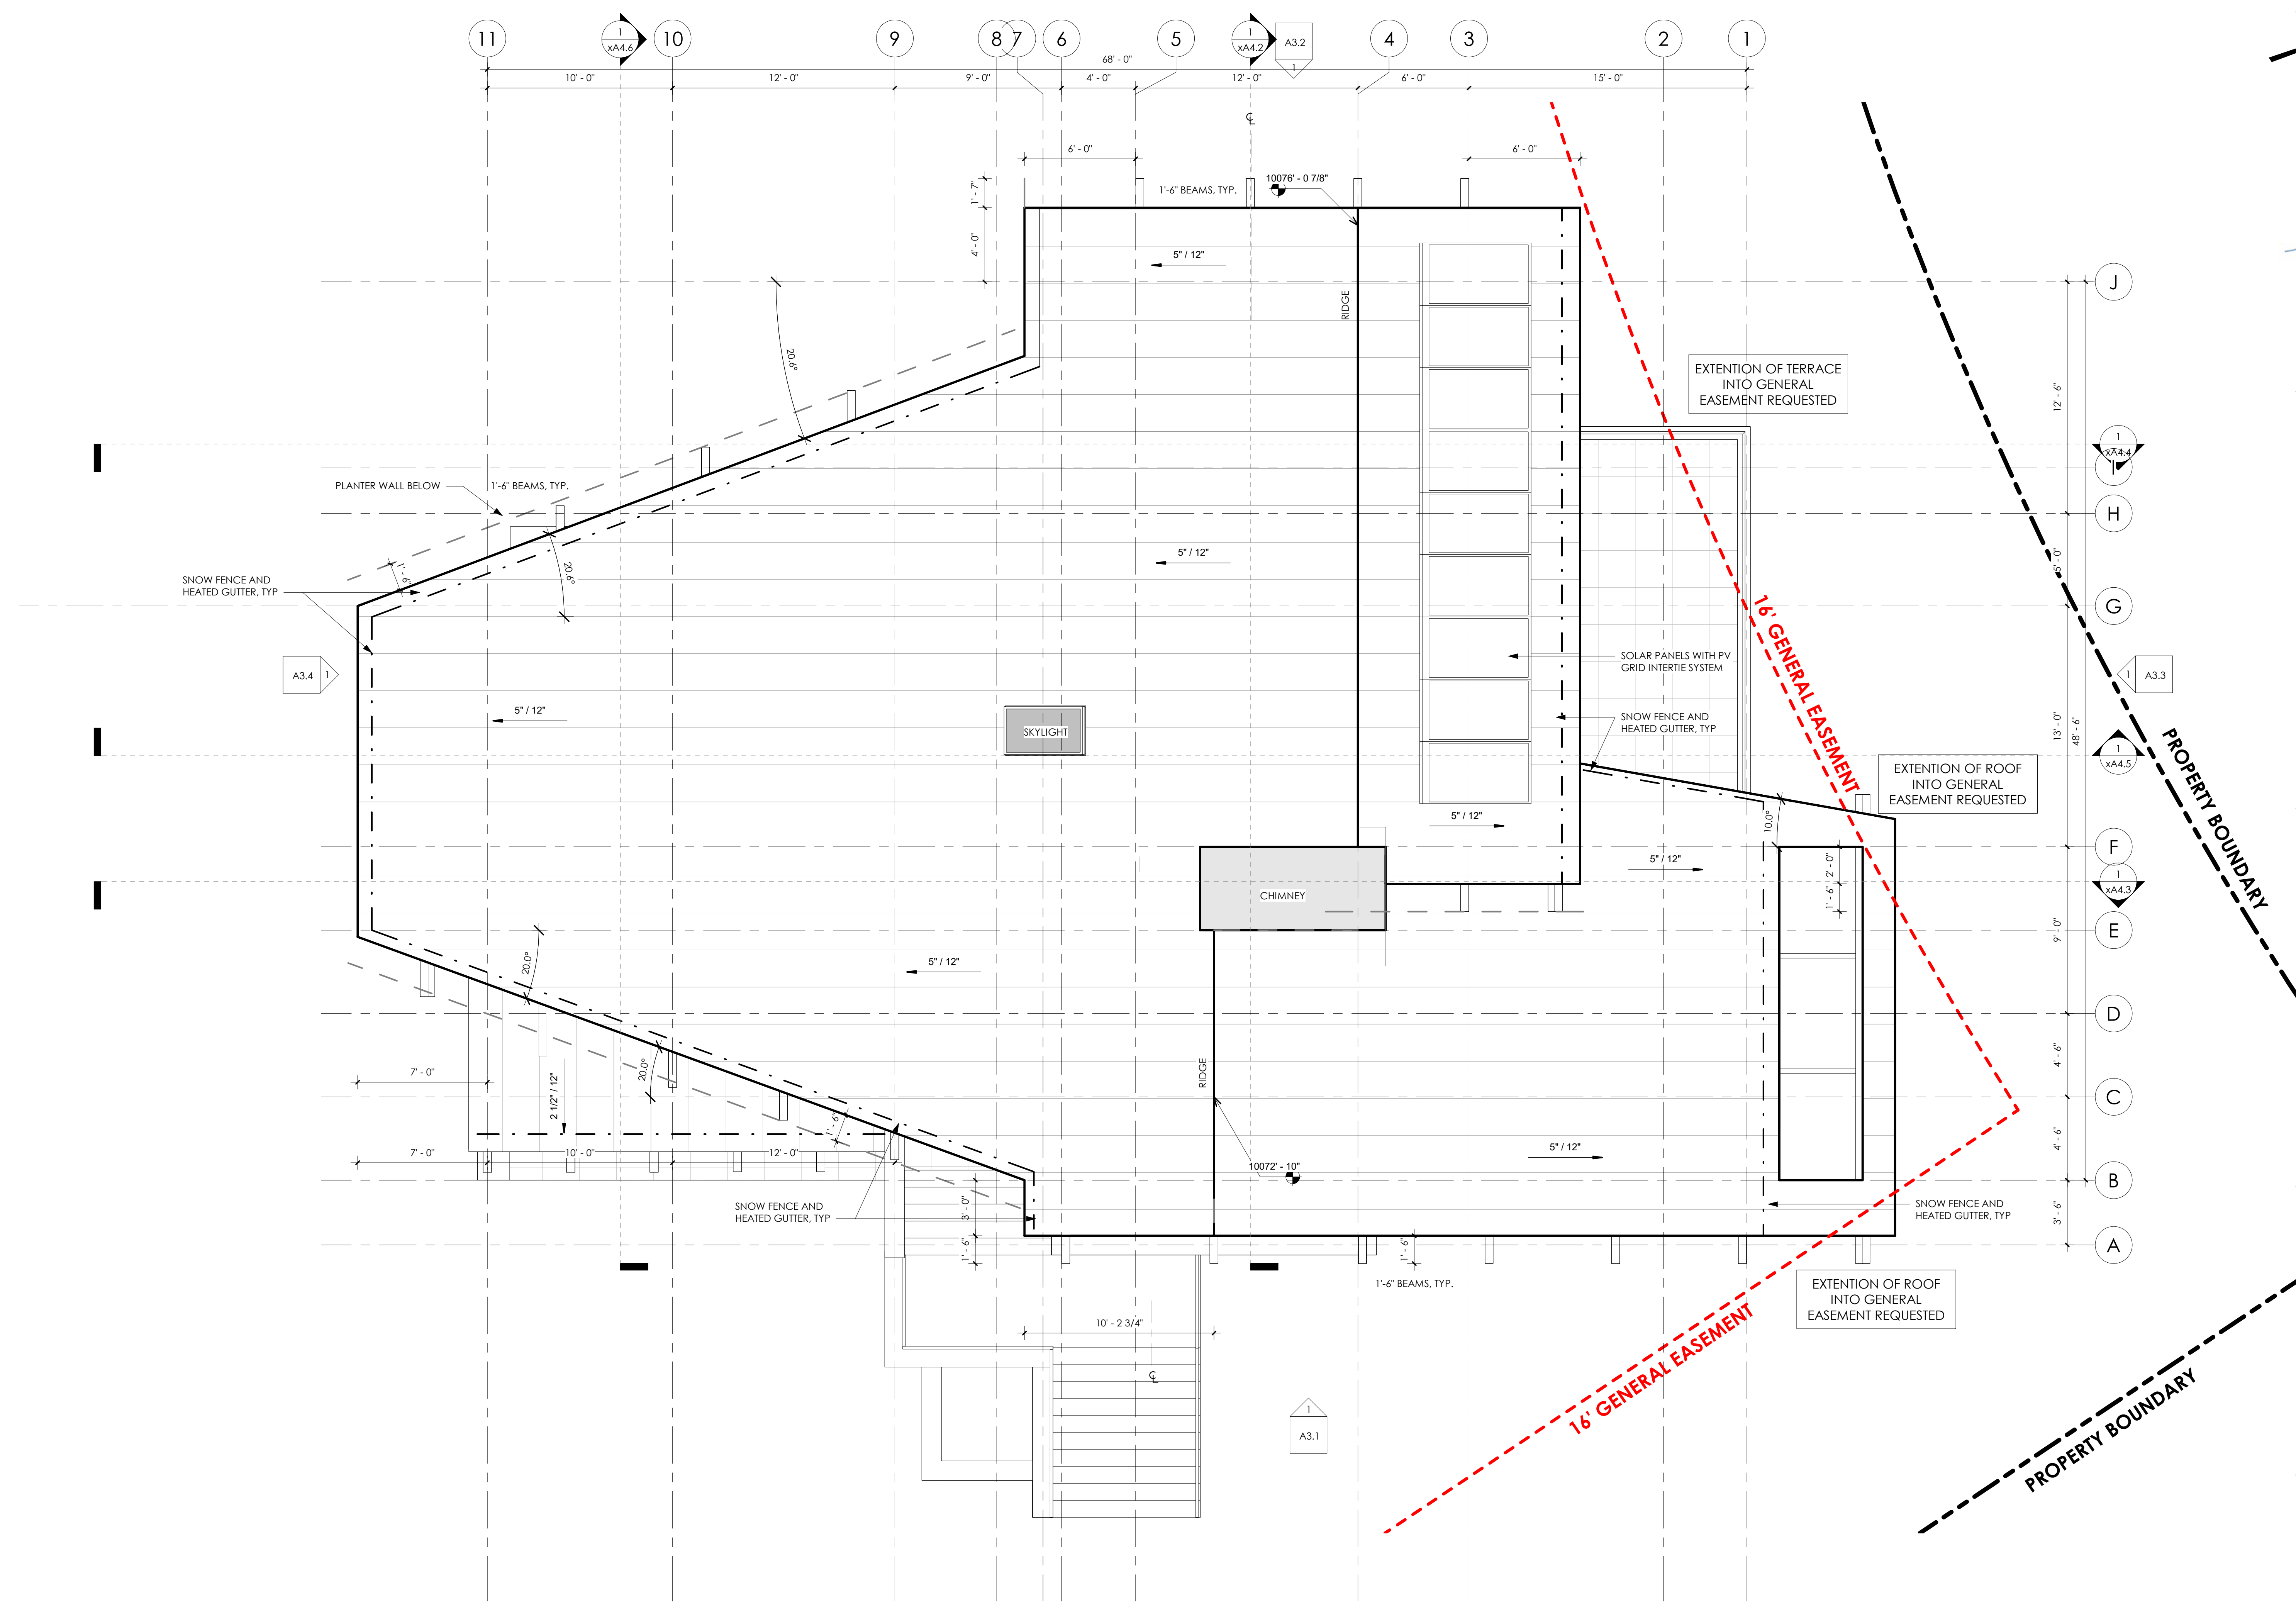 11
1
xA4.6
10
9
8
7
6
5
1
xA4.2
A3.2
1
4
3
2
1
68' - 0"
10' - 0"
12' - 0"
9' - 0"
4' - 0"
12' - 0"
6' - 0"
15' - 0"
℄
6' - 0"
6' - 0"
1' - 7"
1'-6" BEAMS, TYP.
10076' - 0 7/8"
4' - 0"
5" / 12"
RIDGE
J
20.6°
EXTENTION OF TERRACE
INTO GENERAL
EASEMENT REQUESTED
12' - 6"
1
xA4.4
I
PLANTER WALL BELOW
1'-6" BEAMS, TYP.
H
5" / 12"
5' - 0"
20.6°
1' - 6"
SNOW FENCE AND
HEATED GUTTER, TYP
G
16' GENERAL EASEMENT
A3.4
1
SOLAR PANELS WITH PV
GRID INTERTIE SYSTEM
1
A3.3
5" / 12"
SKYLIGHT
SNOW FENCE AND
HEATED GUTTER, TYP
13' - 0"
48' - 6"
1
xA4.5
PROPERTY BOUNDARY
EXTENTION OF ROOF
INTO GENERAL
EASEMENT REQUESTED
5" / 12"
10.0°
F
5" / 12"
2' - 0"
1' - 6"
1
xA4.3
CHIMNEY
9' - 0"
E
20.0°
5" / 12"
D
4' - 6"
RIDGE
7' - 0"
20.0°
2 1/2" / 12"
C
1' - 6"
4' - 6"
7' - 0"
10' - 0"
12' - 0"
5" / 12"
10072' - 10"
B
SNOW FENCE AND
HEATED GUTTER, TYP
3' - 0"
SNOW FENCE AND
HEATED GUTTER, TYP
3' - 6"
1' - 6"
1' - 6"
A
1'-6" BEAMS, TYP.
EXTENTION OF ROOF
INTO GENERAL
EASEMENT REQUESTED
10' - 2 3/4"
℄
16' GENERAL EASEMENT
1
A3.1
PROPERTY BOUNDARY